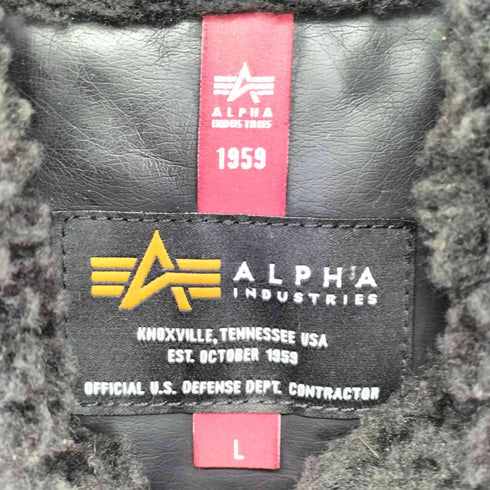 ALPHA
INDUSTRIES
1959
ALPHA
INDUSTRIES
KNOXVILLE, TENNESSEE USA
EST. OCTOBER 1959
OFFICIAL U.S. DEFENSE DEPT. CONTRACTOR
L